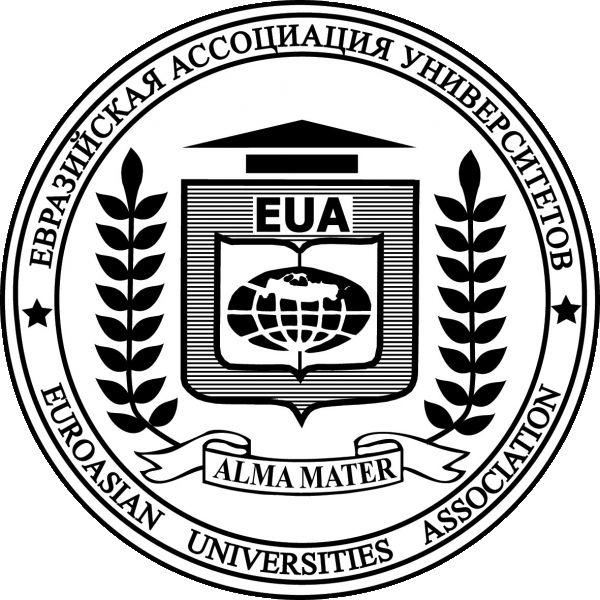 ЕВРАЗИЙСКАЯ АССОЦИАЦИЯ УНИВЕРСИТЕТОВ
EUA
ALMA MATER
EUROASIAN UNIVERSITIES ASSOCIATION